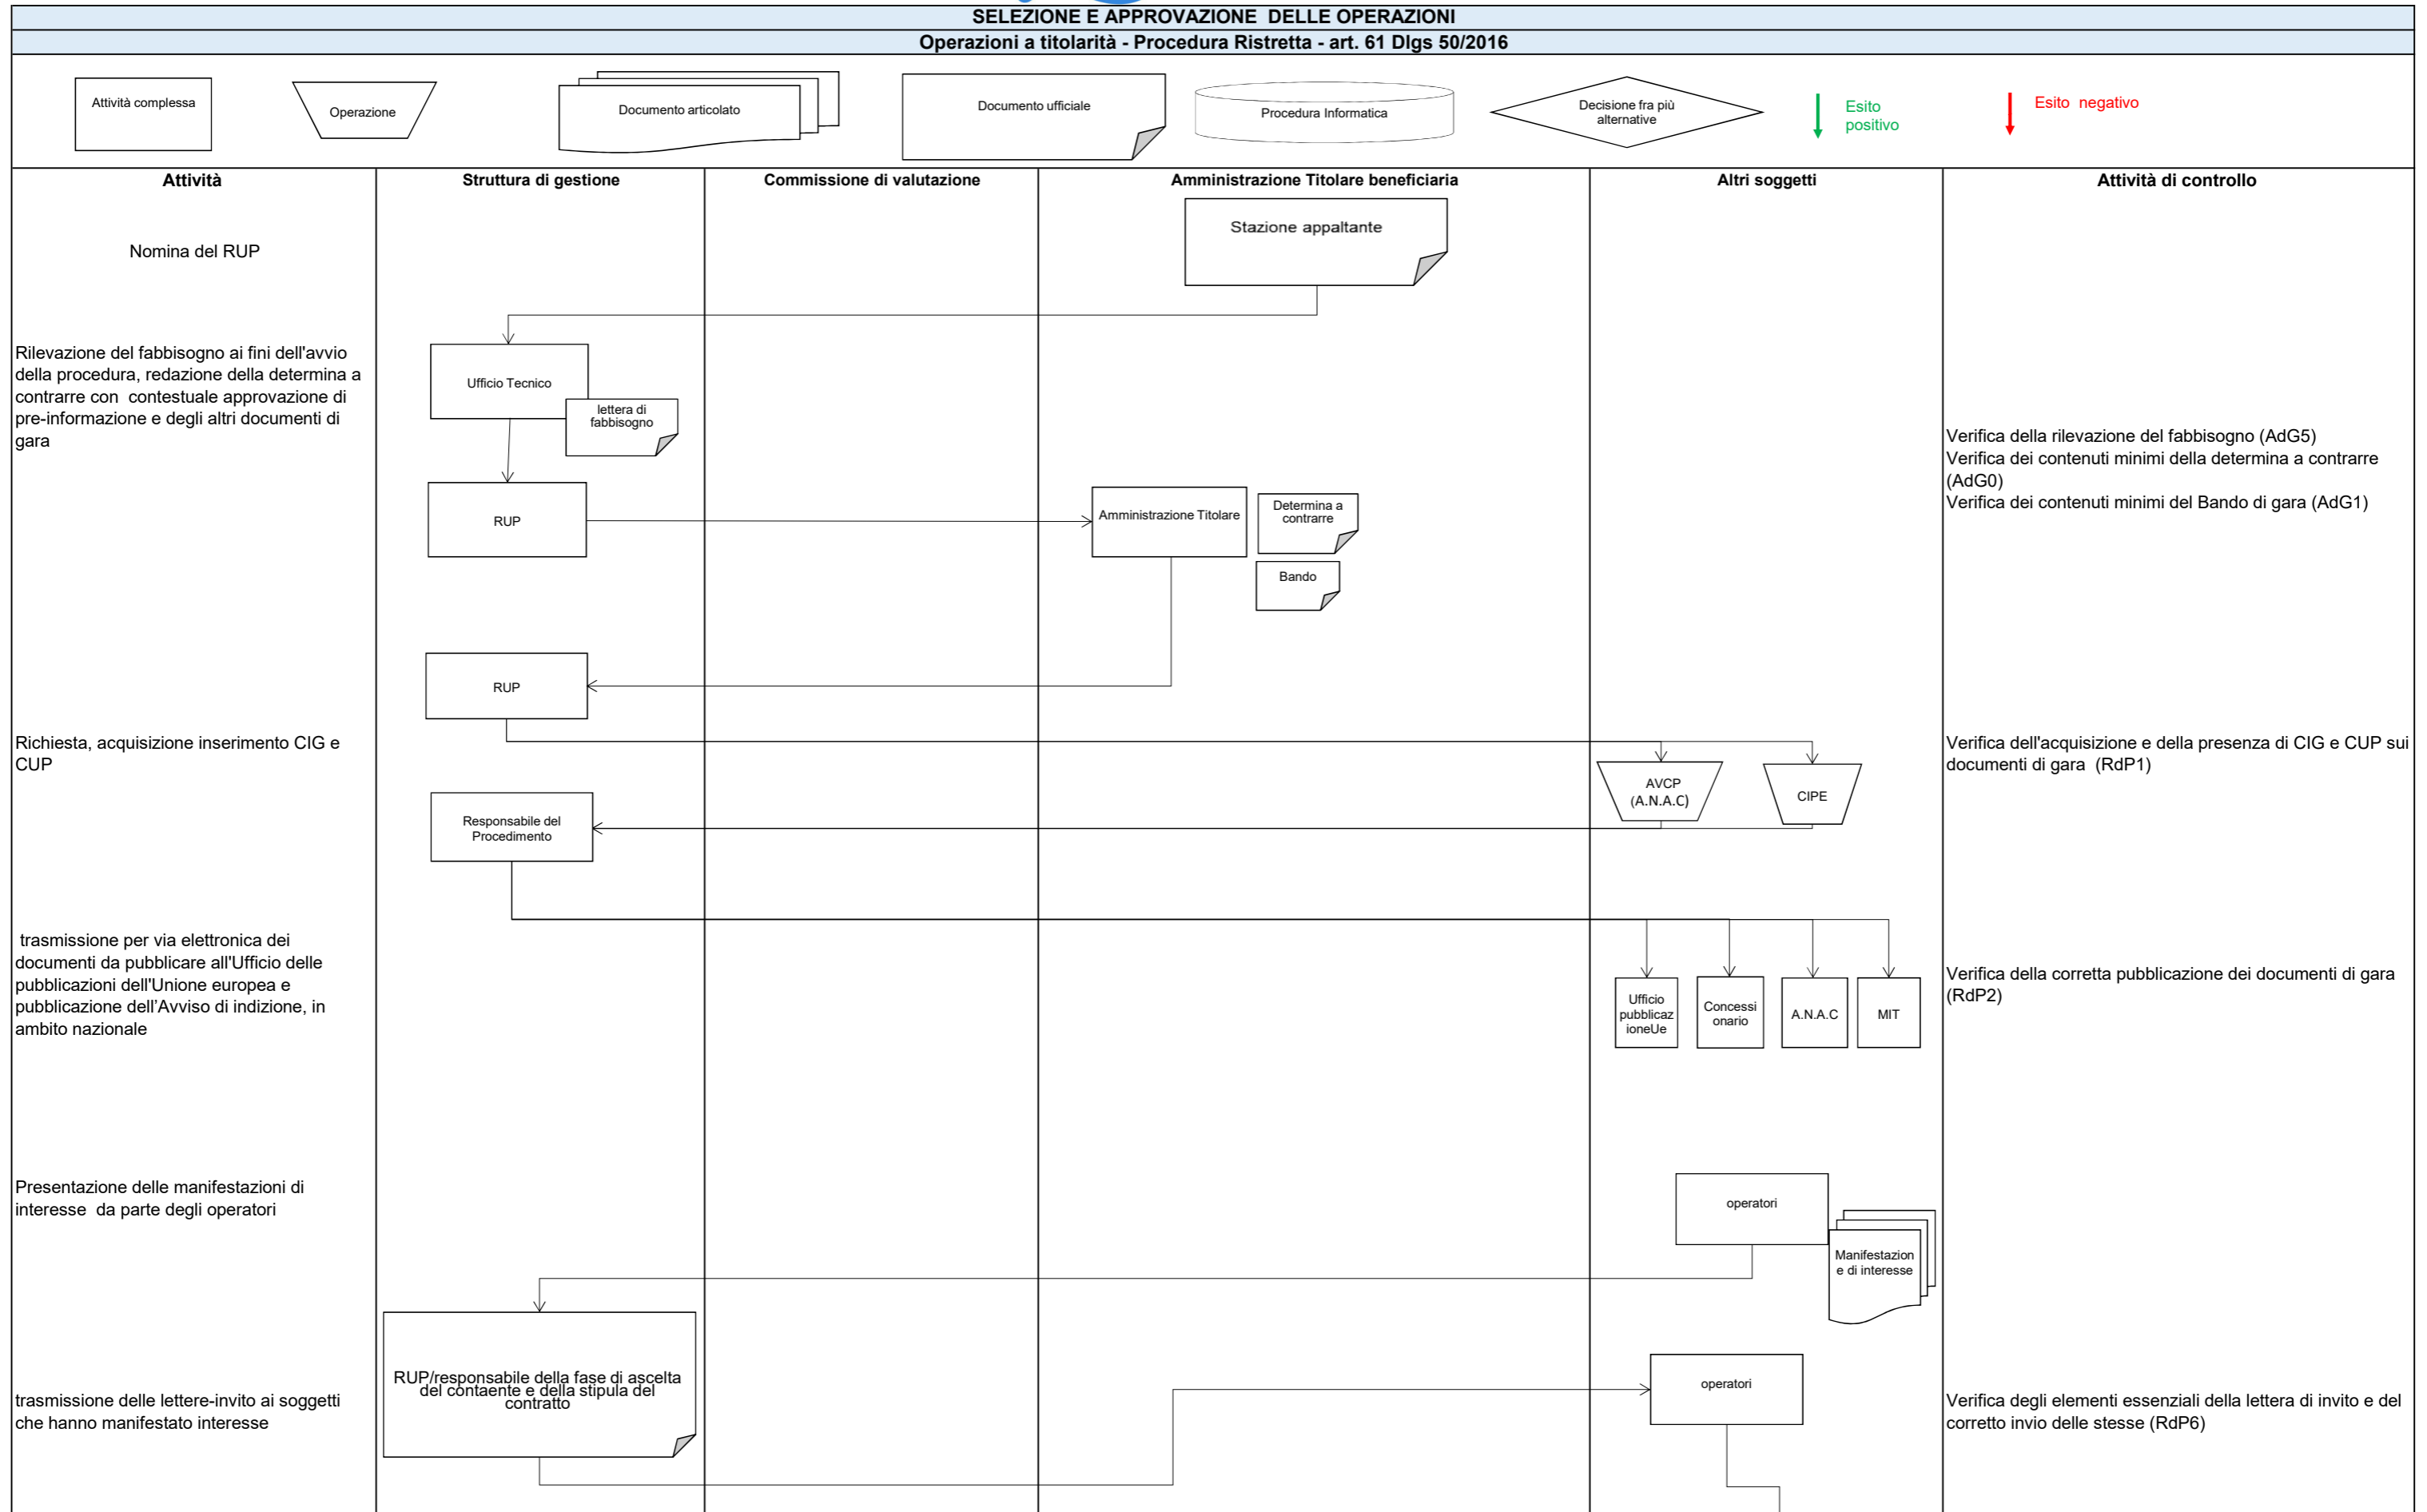 SELEZIONE E APPROVAZIONE  DELLE OPERAZIONI
Operazioni a titolarità - Procedura Ristretta - art. 61 Dlgs 50/2016
Attività complessa
Operazione
Documento articolato
Documento ufficiale
Procedura Informatica
Decisione fra più
alternative
Esito
positivo
Esito  negativo
Attività
Struttura di gestione
Commissione di valutazione
Amministrazione Titolare beneficiaria
Altri soggetti
Attività di controllo
Nomina del RUP
Stazione appaltante
Rilevazione del fabbisogno ai fini dell'avvio
della procedura, redazione della determina a
contrarre con  contestuale approvazione di
pre-informazione e degli altri documenti di
gara
Ufficio Tecnico
lettera di
fabbisogno
Verifica della rilevazione del fabbisogno (AdG5)
Verifica dei contenuti minimi della determina a contrarre
(AdG0)
Verifica dei contenuti minimi del Bando di gara (AdG1)
RUP
Amministrazione Titolare
Determina a
contrarre
Bando
RUP
Richiesta, acquisizione inserimento CIG e
CUP
AVCP
(A.N.A.C)
CIPE
Verifica dell'acquisizione e della presenza di CIG e CUP sui
documenti di gara  (RdP1)
Responsabile del
Procedimento
trasmissione per via elettronica dei
documenti da pubblicare all'Ufficio delle
pubblicazioni dell'Unione europea e
pubblicazione dell’Avviso di indizione, in
ambito nazionale
Ufficio
pubblicaz
ioneUe
Concessi
onario
A.N.A.C
MIT
Verifica della corretta pubblicazione dei documenti di gara
(RdP2)
Presentazione delle manifestazioni di
interesse  da parte degli operatori
operatori
Manifestazion
e di interesse
trasmissione delle lettere-invito ai soggetti
che hanno manifestato interesse
RUP/responsabile della fase di ascelta
del contaente e della stipula del
contratto
operatori
Verifica degli elementi essenziali della lettera di invito e del
corretto invio delle stesse (RdP6)